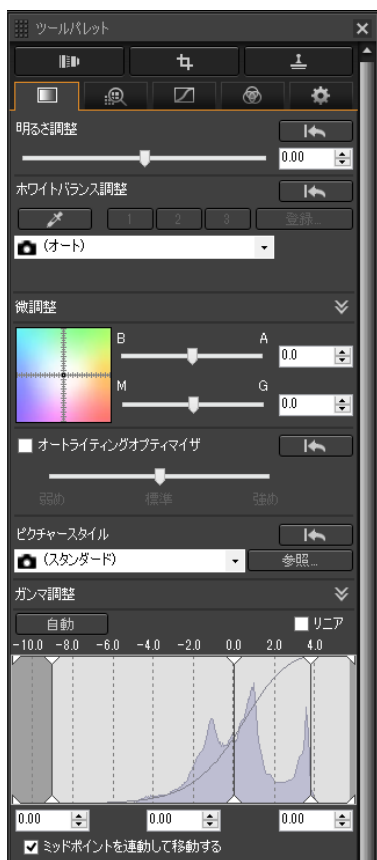 ツールパレット
明るさ調整
0.00
ホワイトバランス調整
1 2 3 登録...
(オート)
微調整
B A
0.0
M G
0.0
オートライティングオプティマイザ
弱め 標準 強め
ピクチャースタイル
(スタンダード) 参照...
ガンマ調整
自動 リニア
-10.0 -8.0 -6.0 -4.0 -2.0 0.0 2.0 4.0
0.00 0.00 0.00
ミッドポイントを連動して移動する